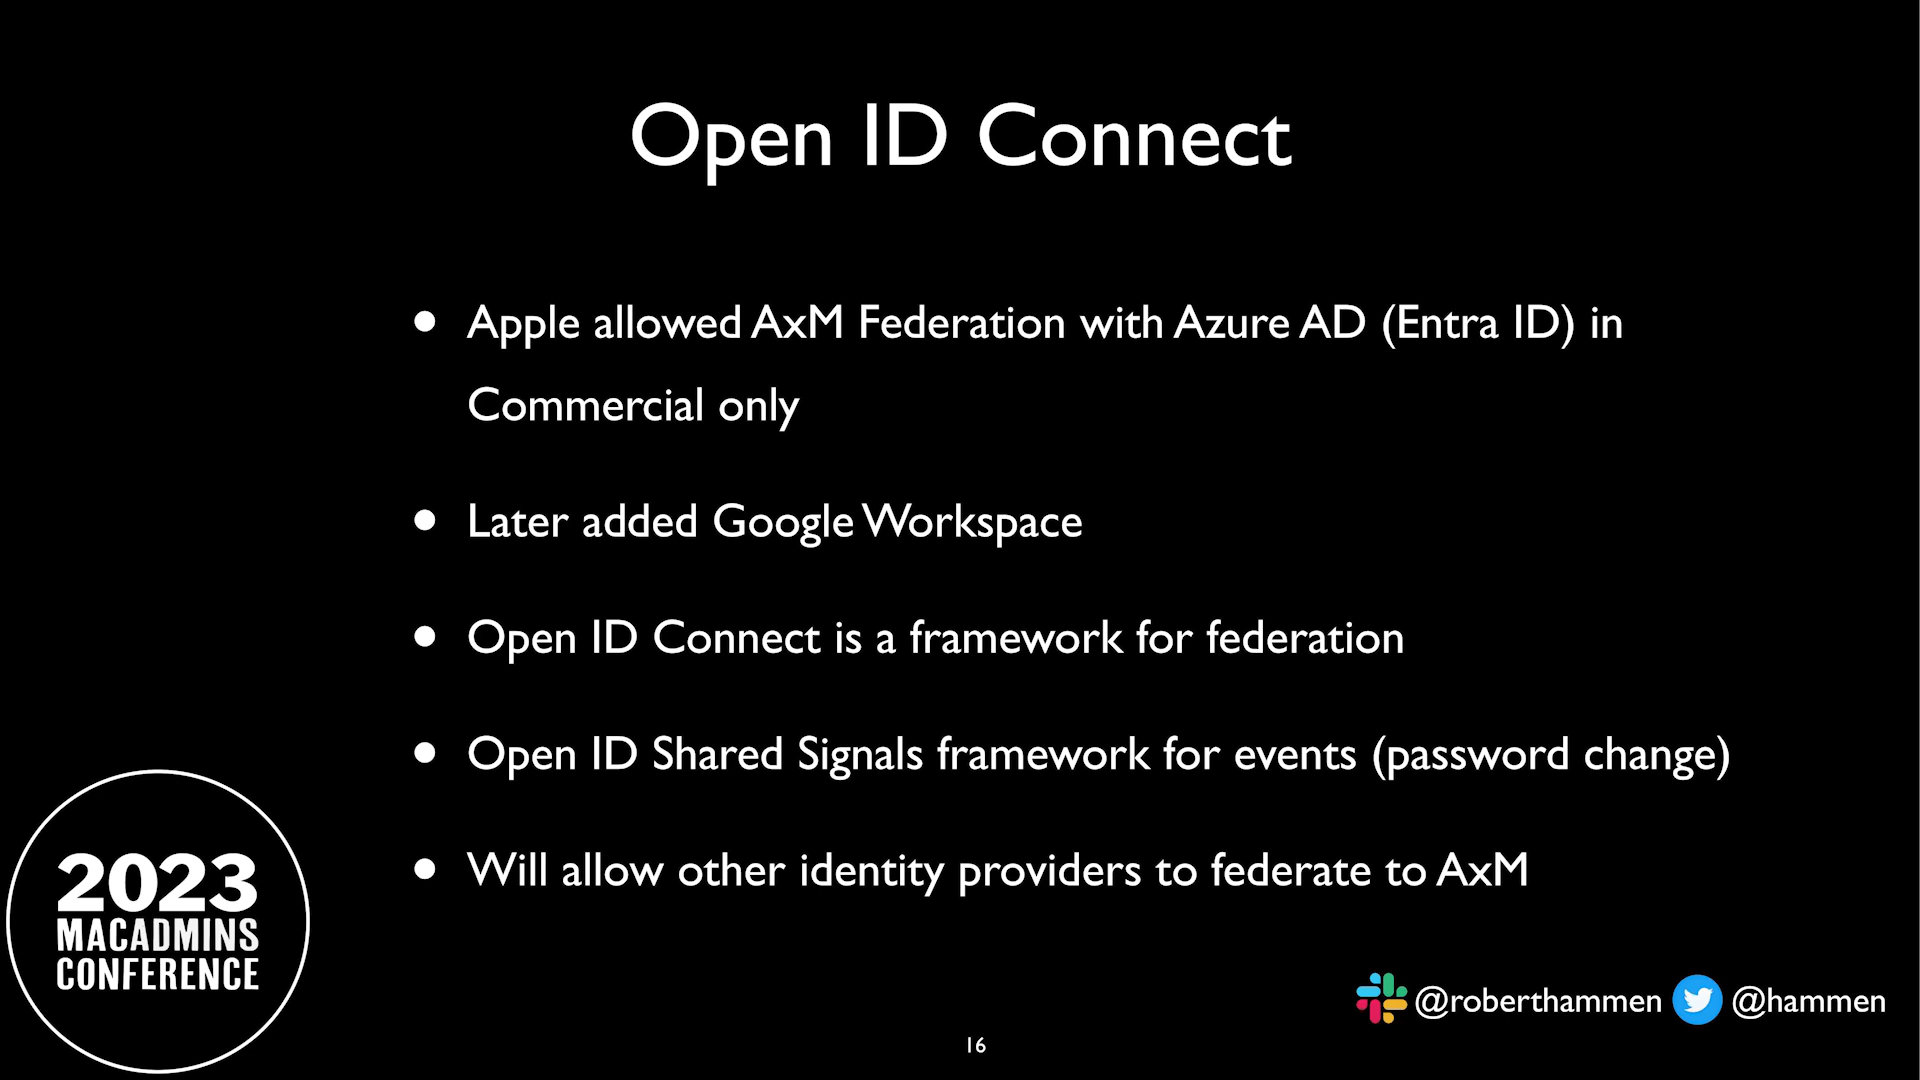 Open ID Connect
• Apple allowed AxM Federation with Azure AD (Entra ID) in
Commercial only
• Later added Google Workspace
• Open ID Connect is a framework for federation
• Open ID Shared Signals framework for events (password change)
• Will allow other identity providers to federate to AxM
2023
MACADMINS
CONFERENCE
@roberthammen @hammen
16